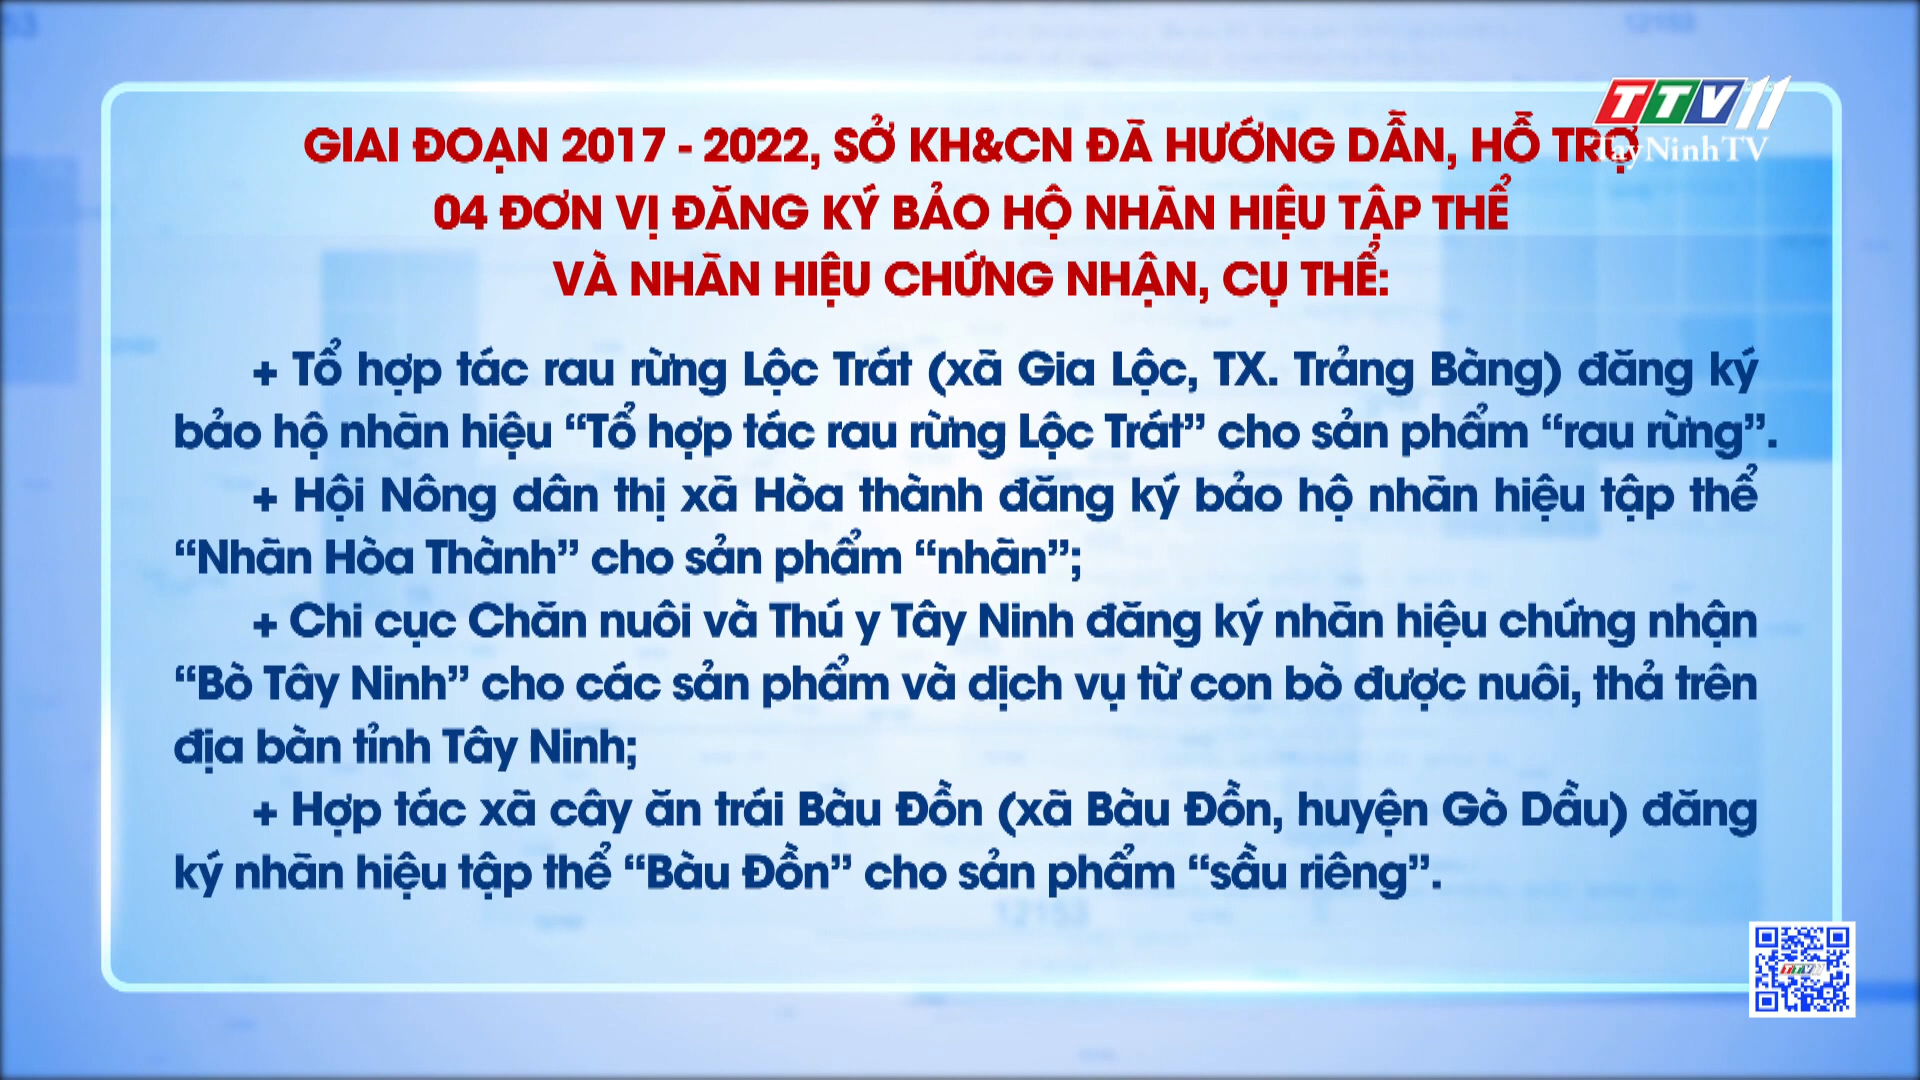 TTV11
TayNinhTV
GIAI ĐOẠN 2017 - 2022, SỞ KH&CN ĐÃ HƯỚNG DẪN, HỖ TRỢ
04 ĐƠN VỊ ĐĂNG KÝ BẢO HỘ NHÃN HIỆU TẬP THỂ
VÀ NHÃN HIỆU CHỨNG NHẬN, CỤ THỂ:
+ Tổ hợp tác rau rừng Lộc Trát (xã Gia Lộc, TX. Trảng Bàng) đăng ký
bảo hộ nhãn hiệu “Tổ hợp tác rau rừng Lộc Trát” cho sản phẩm “rau rừng”.
+ Hội Nông dân thị xã Hòa thành đăng ký bảo hộ nhãn hiệu tập thể
“Nhãn Hòa Thành” cho sản phẩm “nhãn”;
+ Chi cục Chăn nuôi và Thú y Tây Ninh đăng ký nhãn hiệu chứng nhận
“Bò Tây Ninh” cho các sản phẩm và dịch vụ từ con bò được nuôi, thả trên
địa bàn tỉnh Tây Ninh;
+ Hợp tác xã cây ăn trái Bàu Đồn (xã Bàu Đồn, huyện Gò Dầu) đăng
ký nhãn hiệu tập thể “Bàu Đồn” cho sản phẩm “sầu riêng”.
12153
12153
TTV11